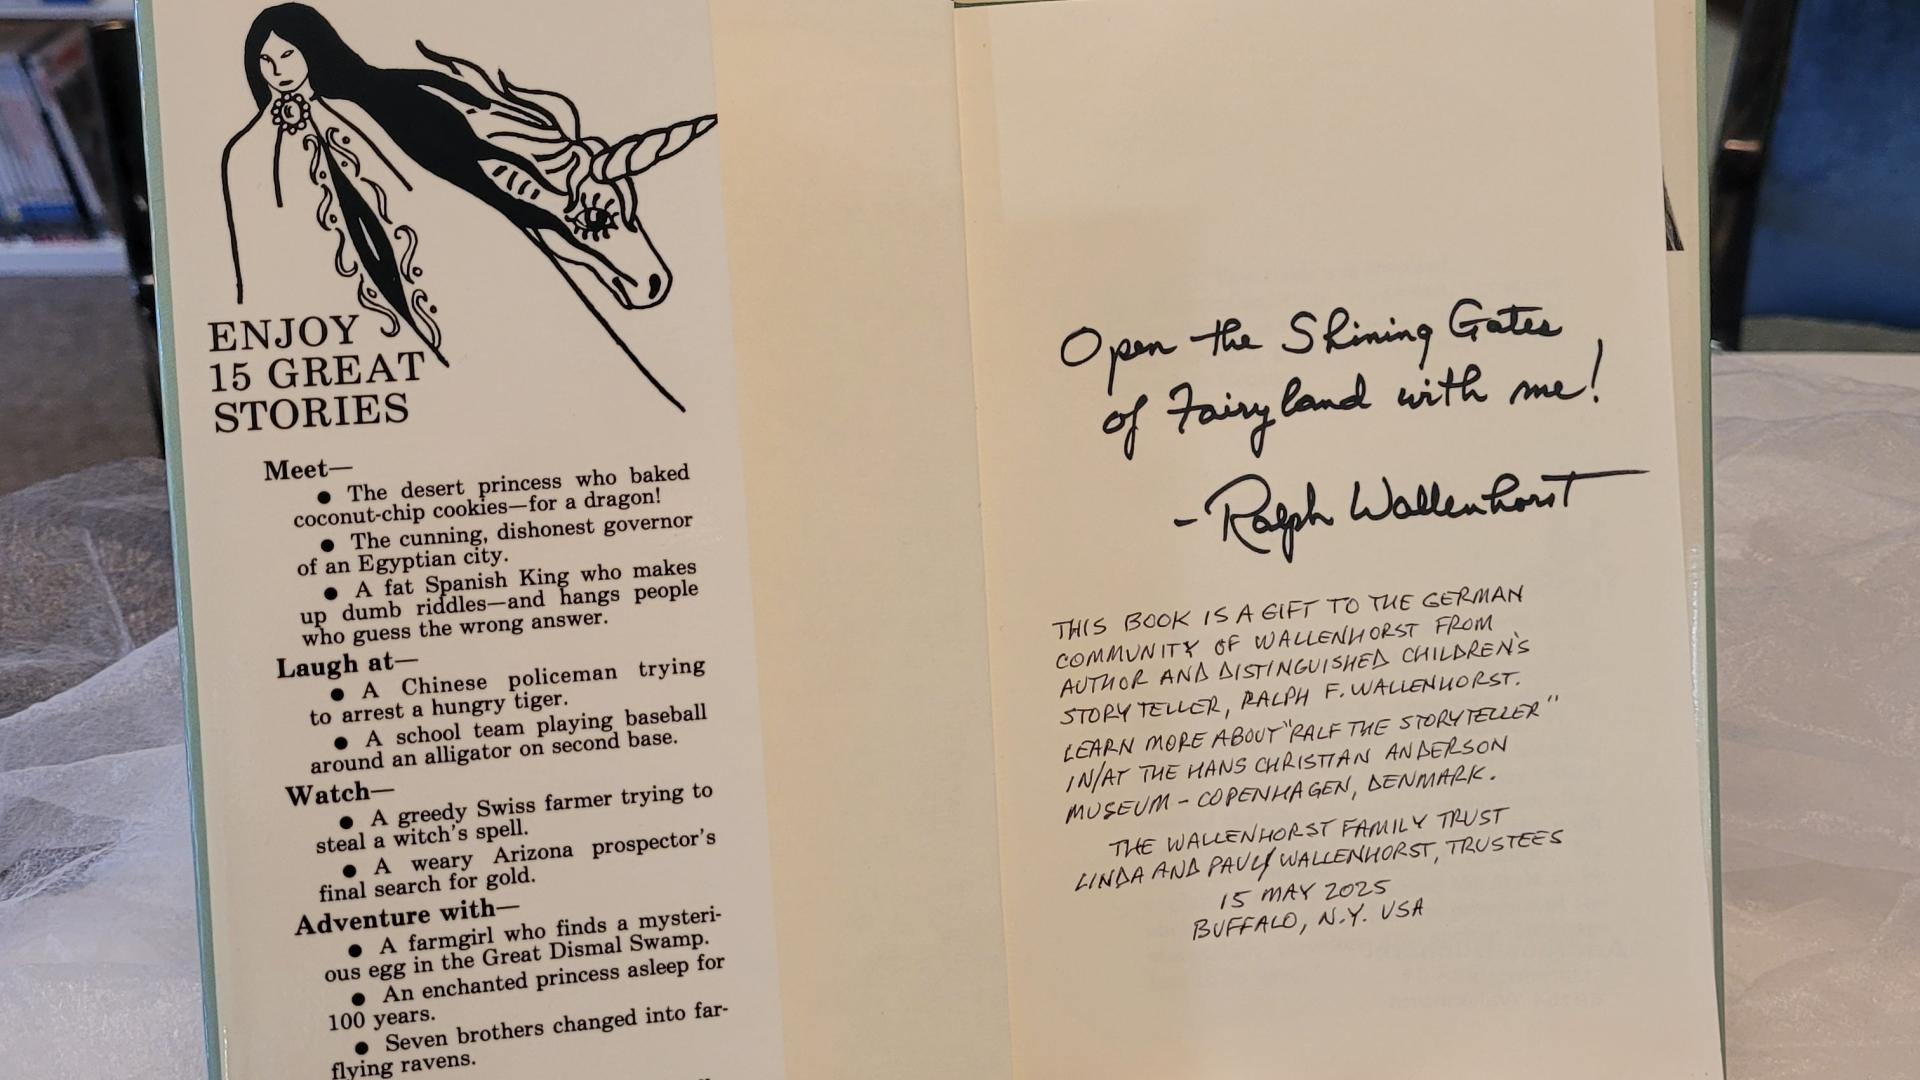 ENJOY
15 GREAT
STORIES
Meet—
● The desert princess who baked
coconut-chip cookies—for a dragon!
● The cunning, dishonest governor
of an Egyptian city.
● A fat Spanish King who makes
up dumb riddles—and hangs people
who guess the wrong answer.
Laugh at—
● A Chinese policeman trying
to arrest a hungry tiger.
● A school team playing baseball
around an alligator on second base.
Watch—
● A greedy Swiss farmer trying to
steal a witch's spell.
● A weary Arizona prospector's
final search for gold.
Adventure with—
● A farmgirl who finds a mysteri-
ous egg in the Great Dismal Swamp.
● An enchanted princess asleep for
100 years.
● Seven brothers changed into far-
flying ravens.
Open the Shining Gates
of Fairyland with me!
- Ralph Wallenhorst
THIS BOOK IS A GIFT TO THE GERMAN
COMMUNITY OF WALLENHORST FROM
AUTHOR AND DISTINGUISHED CHILDREN'S
STORY TELLER, RALPH F. WALLENHORST.
LEARN MORE ABOUT "RALF THE STORYTELLER"
IN/AT THE HANS CHRISTIAN ANDERSON
MUSEUM - COPENHAGEN, DENMARK.
THE WALLENHORST FAMILY TRUST
LINDA AND PAUL WALLENHORST, TRUSTEES
15 MAY 2025
BUFFALO, N.Y. USA